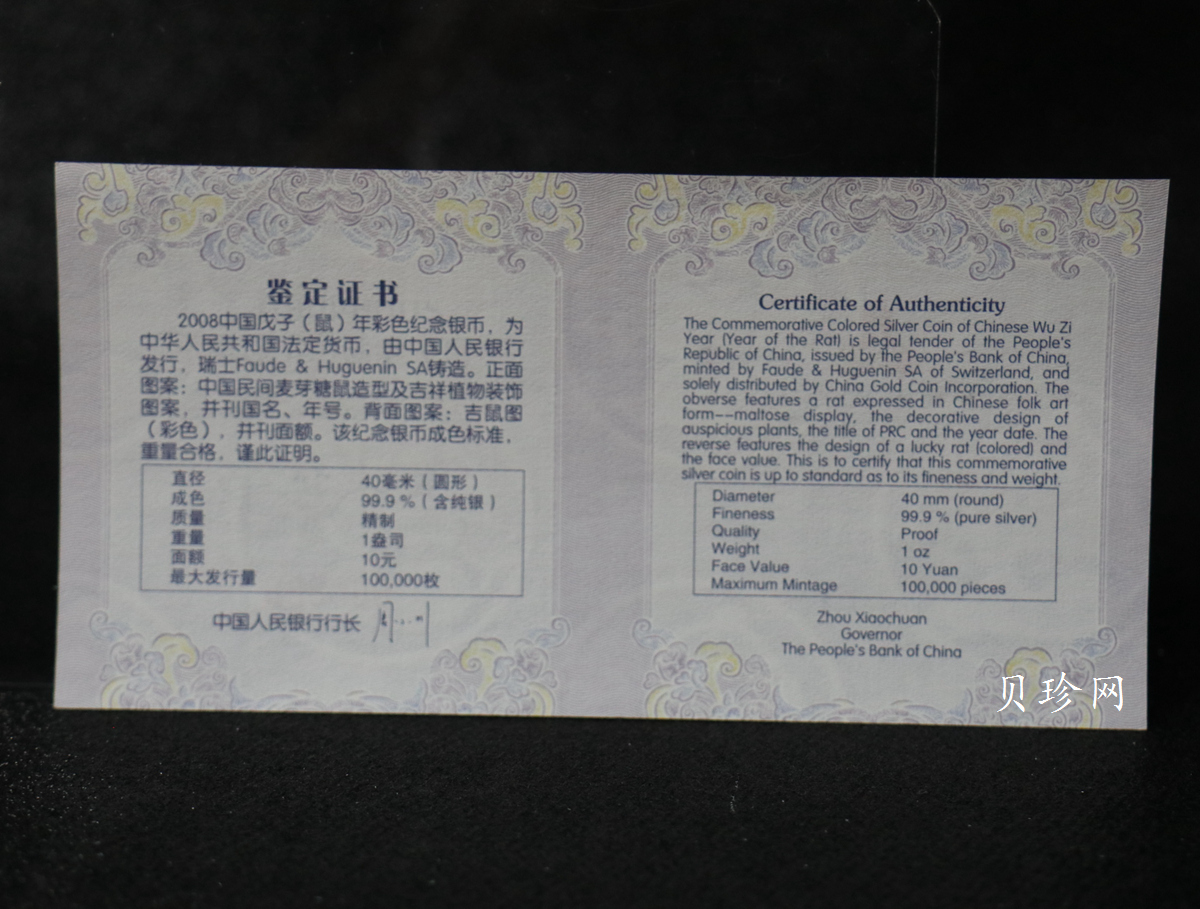 鉴定证书
2008中国戊子（鼠）年彩色纪念银币，为
中华人民共和国法定货币，由中国人民银行
发行，瑞士Faude & Huguenin SA铸造。正面
图案：中国民间麦芽糖鼠造型及吉祥植物装饰
图案，并刊国名、年号。背面图案：吉鼠图
（彩色），并刊面额。该纪念银币成色标准，
重量合格，谨此证明。
直径 40毫米（圆形）
成色 99.9 %（含纯银）
质量 精制
重量 1盎司
面额 10元
最大发行量 100,000枚
中国人民银行行长
Certificate of Authenticity
The Commemorative Colored Silver Coin of Chinese Wu Zi
Year (Year of the Rat) is legal tender of the People's
Republic of China, issued by the People's Bank of China,
minted by Faude & Huguenin SA of Switzerland, and
solely distributed by China Gold Coin Incorporation. The
obverse features a rat expressed in Chinese folk art
form--maltose display, the decorative design of
auspicious plants, the title of PRC and the year date. The
reverse features the design of a lucky rat (colored) and
the face value. This is to certify that this commemorative
silver coin is up to standard as to its fineness and weight.
Diameter 40 mm (round)
Fineness 99.9 % (pure silver)
Quality Proof
Weight 1 oz
Face Value 10 Yuan
Maximum Mintage 100,000 pieces
Zhou Xiaochuan
Governor
The People's Bank of China
贝珍网